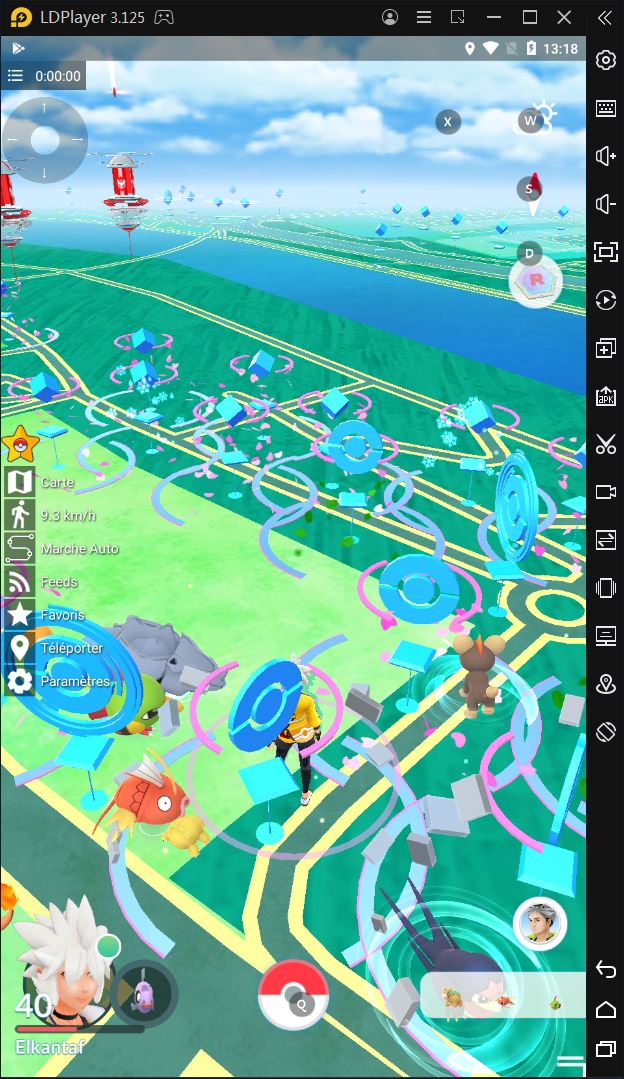 LDPlayer 3.125
13:18
0:00:00
X
W
S
D
R
Carte
9.3 km/h
Marche Auto
Feeds
Favoris
Téléporter
Paramètres
APK
40
Q
Elkantaf